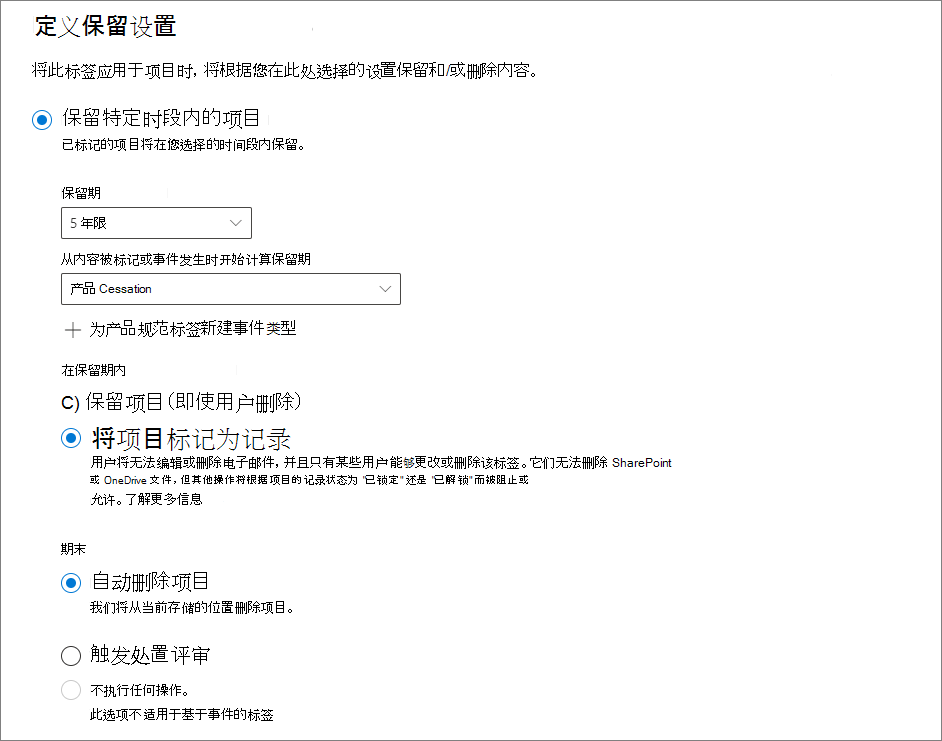 定义保留设置
将此标签应用于项目时, 将根据您在此处选择的设置保留和/或删除内容。
保留特定时段内的项目
已标记的项目将在您选择的时间段内保留。
保留期
5 年限
从内容被标记或事件发生时开始计算保留期
产品 Cessation
为产品规范标签新建事件类型
在保留期内
C) 保留项目 (即使用户删除)
将项目标记为记录
用户将无法编辑或删除电子邮件, 并且只有某些用户能够更改或删除该标签。它们无法删除 SharePoint
或 OneDrive 文件, 但其他操作将根据项目的记录状态为 "已锁定" 还是 "已解锁" 而被阻止或
允许。了解更多信息
期末
自动删除项目
我们将从当前存储的位置删除项目。
触发处置评审
不执行任何操作。
此选项不适用于基于事件的标签